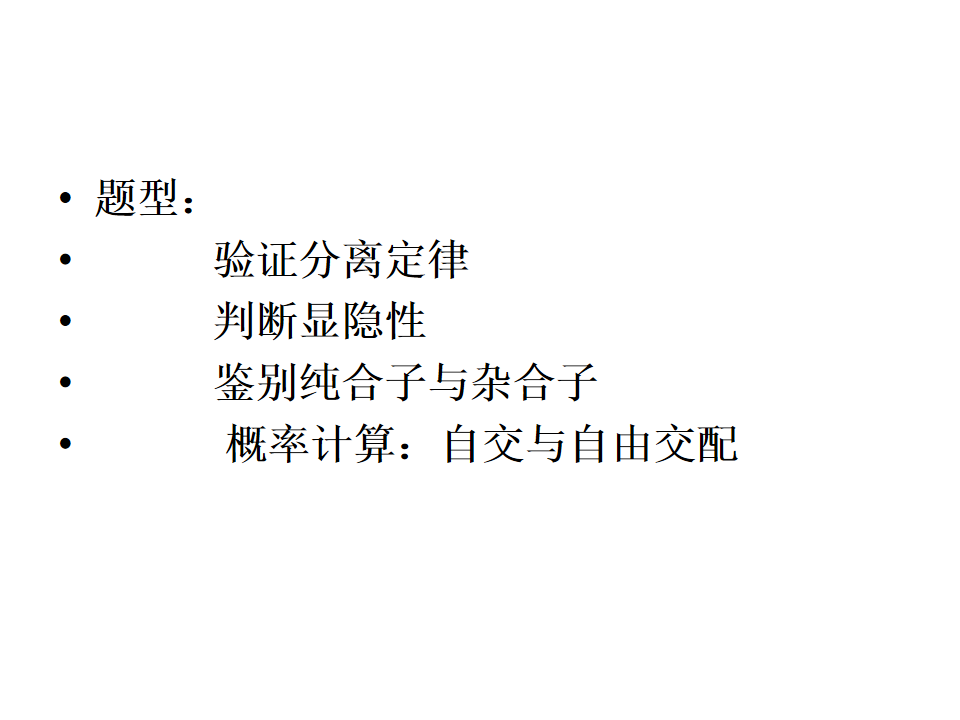 • 题型：
• 验证分离定律
• 判断显隐性
• 鉴别纯合子与杂合子
• 概率计算：自交与自由交配